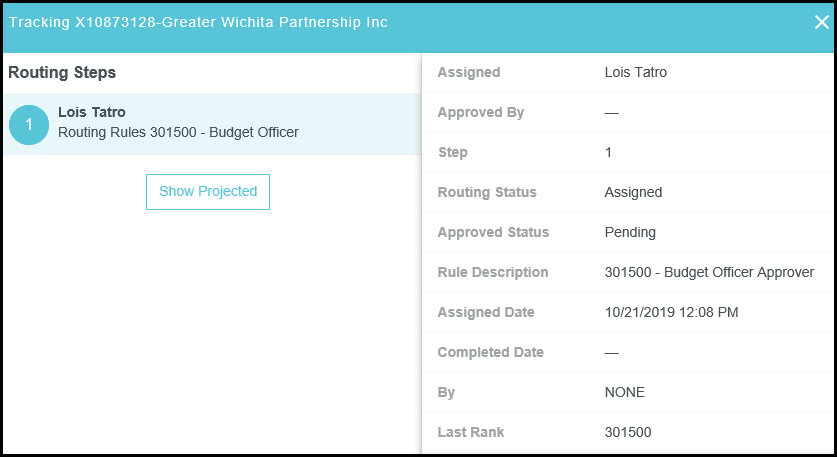 Tracking X10873128-Greater Wichita Partnership Inc
Routing Steps
1
Lois Tatro
Routing Rules 301500 - Budget Officer
Show Projected
Assigned Lois Tatro
Approved By —
Step 1
Routing Status Assigned
Approved Status Pending
Rule Description 301500 - Budget Officer Approver
Assigned Date 10/21/2019 12:08 PM
Completed Date —
By NONE
Last Rank 301500